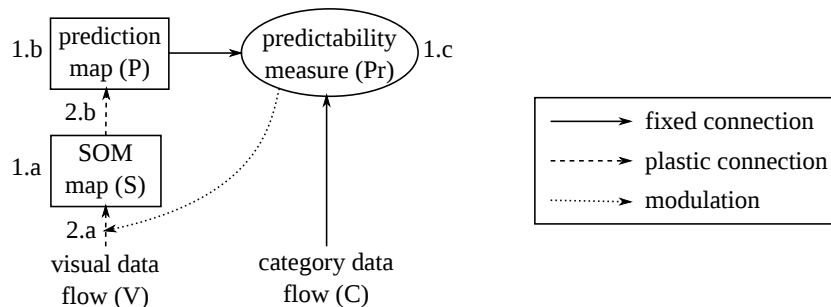 1.b
prediction
map (P)
predictability
measure (Pr)
1.c
2.b
1.a
SOM
map (S)
2.a
visual data
flow (V)
category data
flow (C)
fixed connection
plastic connection
modulation